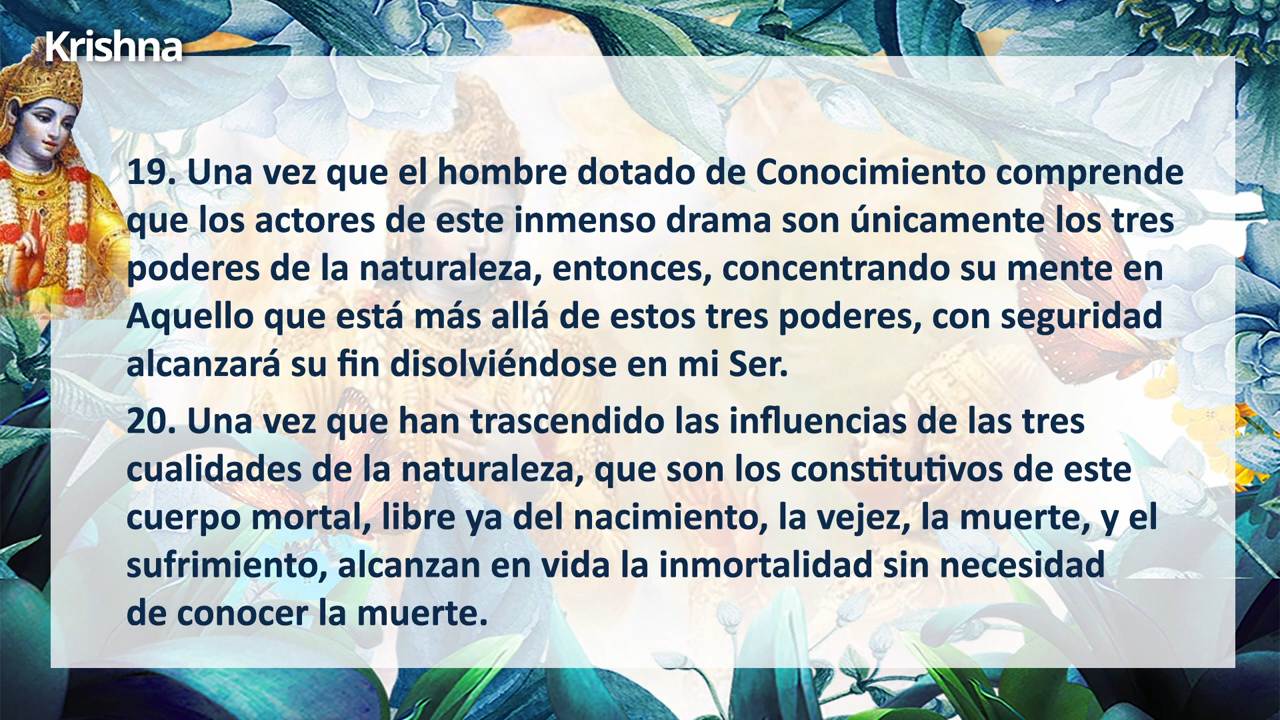 Krishna
19. Una vez que el hombre dotado de Conocimiento comprende
que los actores de este inmenso drama son únicamente los tres
poderes de la naturaleza, entonces, concentrando su mente en
Aquello que está más allá de estos tres poderes, con seguridad
alcanzará su fin disolviéndose en mi Ser.
20. Una vez que han trascendido las influencias de las tres
cualidades de la naturaleza, que son los constitutivos de este
cuerpo mortal, libre ya del nacimiento, la vejez, la muerte, y el
sufrimiento, alcanzan en vida la inmortalidad sin necesidad
de conocer la muerte.